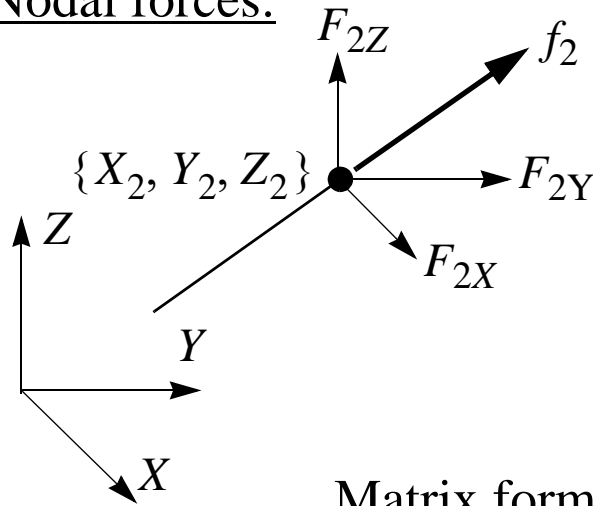 Nodal forces:
F₂Z
f₂
{X₂, Y₂, Z₂}
F₂Y
Z
F₂X
Y
X
Matrix form